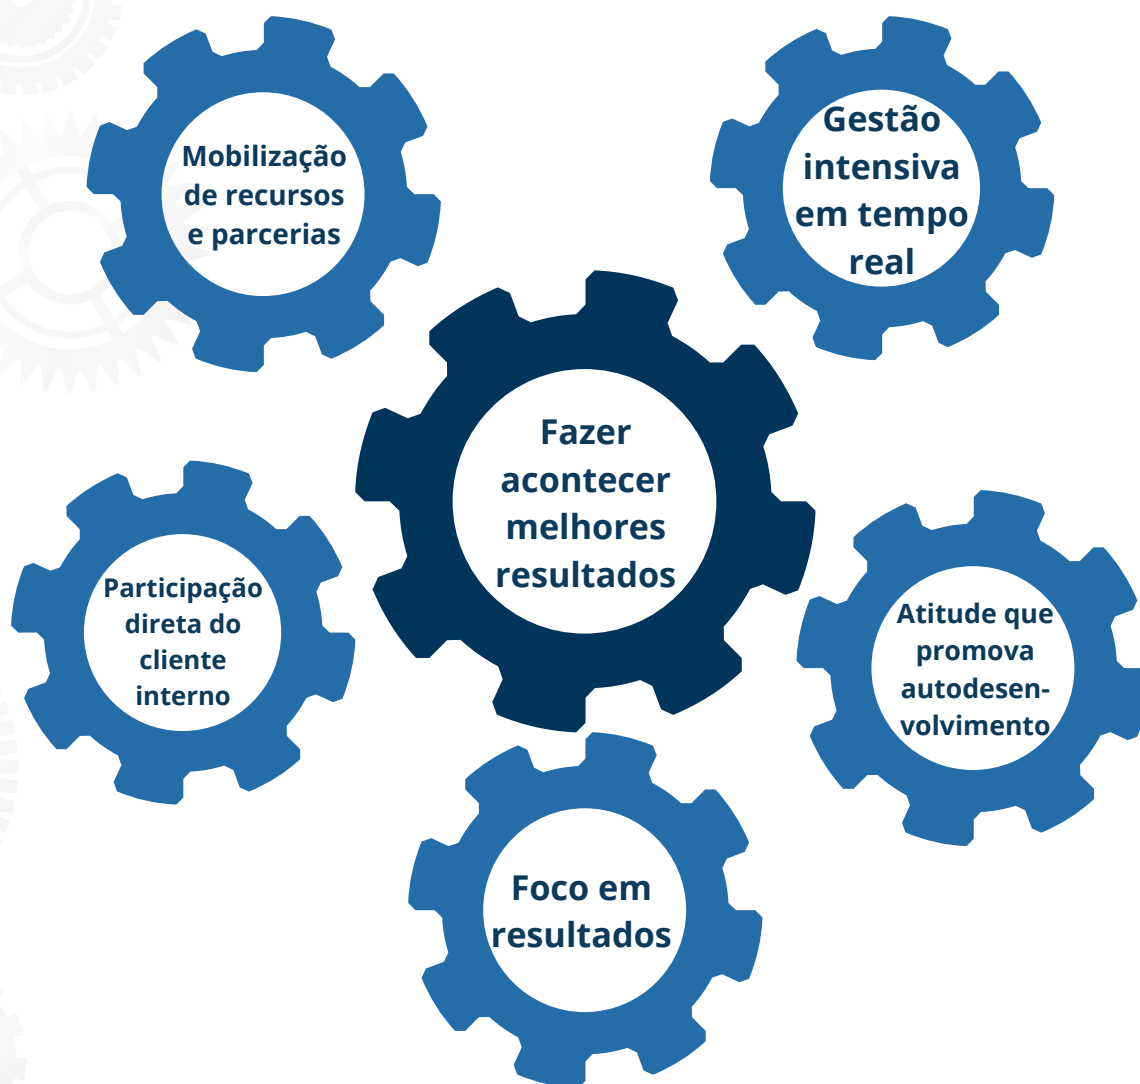 Mobilização
de recursos
e parcerias
Gestão
intensiva
em tempo
real
Fazer
acontecer
melhores
resultados
Participação
direta do
cliente
interno
Atitude que
promova
autodesen-
volvimento
Foco em
resultados